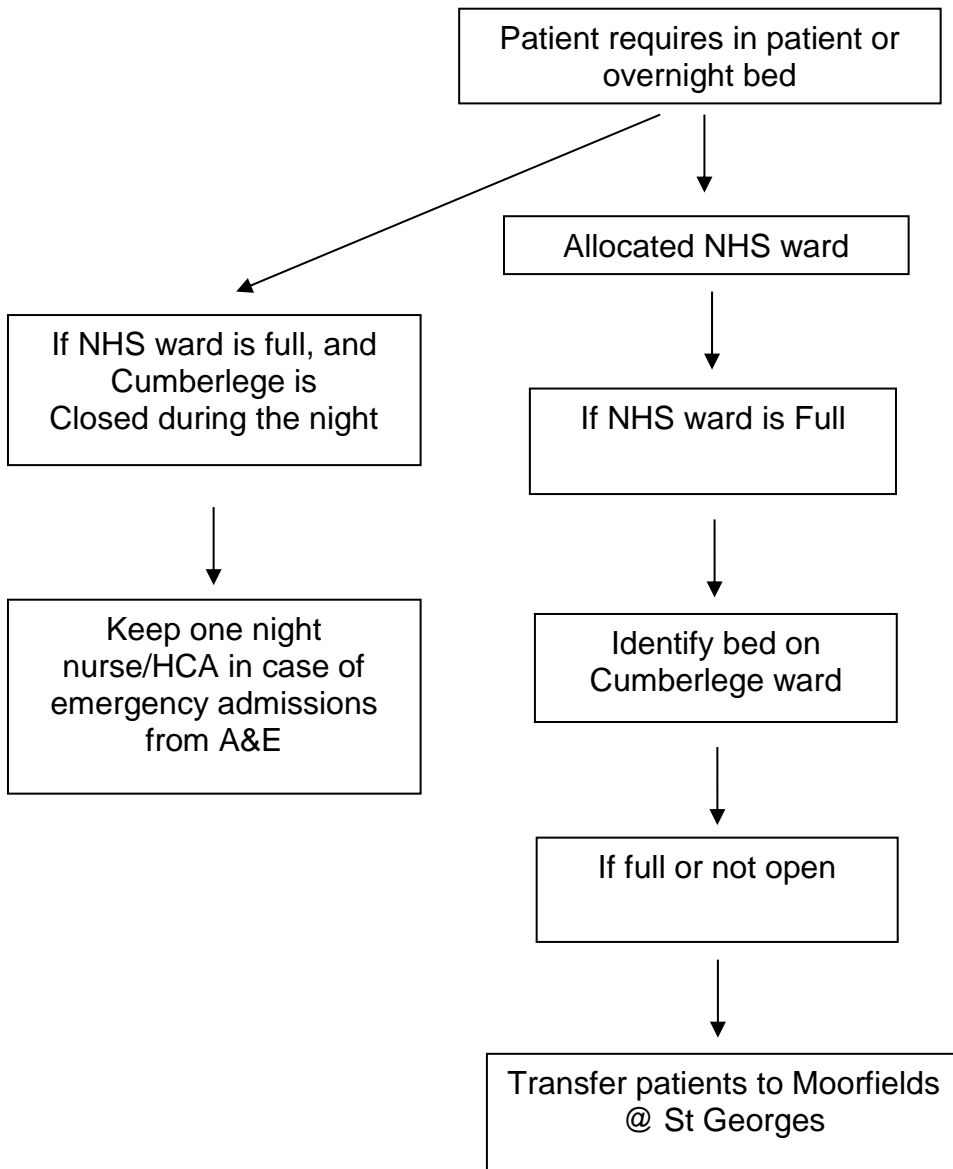 Patient requires in patient or
overnight bed
Allocated NHS ward
If NHS ward is full, and
Cumberlege is
Closed during the night
If NHS ward is Full
Keep one night
nurse/HCA in case of
emergency admissions
from A&E
Identify bed on
Cumberlege ward
If full or not open
Transfer patients to Moorfields
@ St Georges